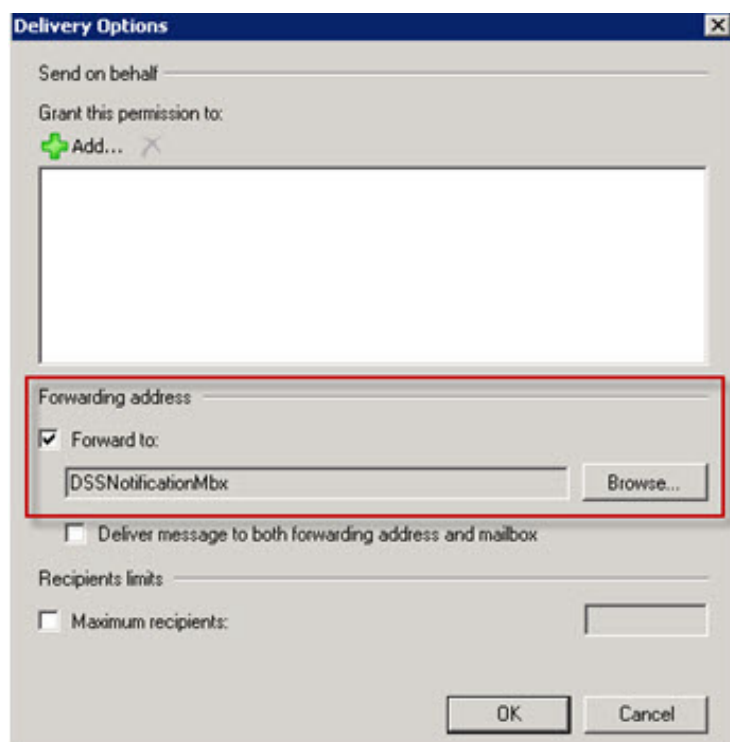 Delivery Options
Send on behalf
Grant this permission to:
Add...
Forwarding address
Forward to:
DSSNotificationMbx
Browse...
Deliver message to both forwarding address and mailbox
Recipients limits
Maximum recipients:
OK
Cancel